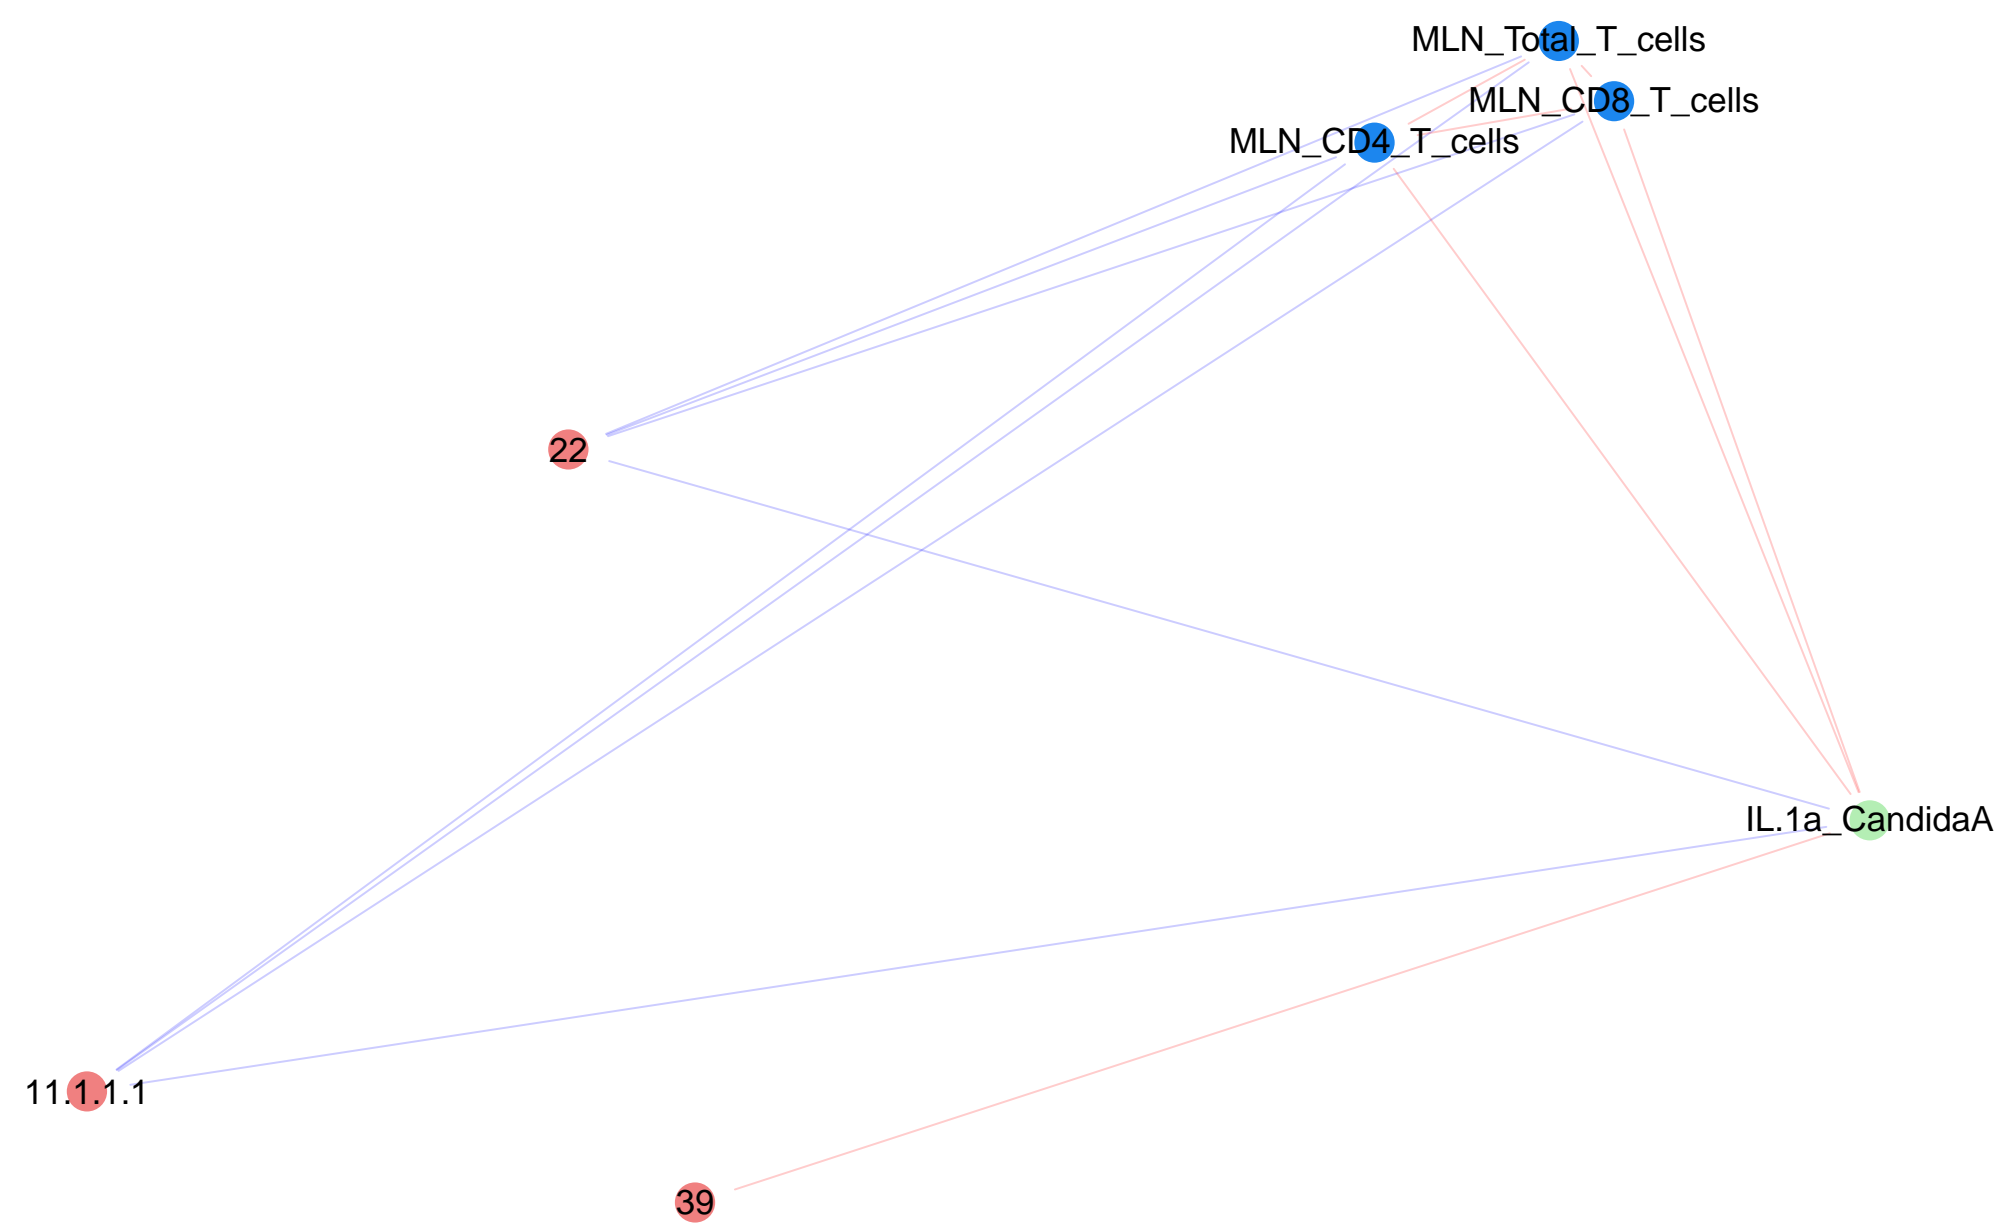 MLN_Total_T_cells
MLN_CD8_T_cells
MLN_CD4_T_cells
22
IL.1a_CandidaA
11.1.1.1
39